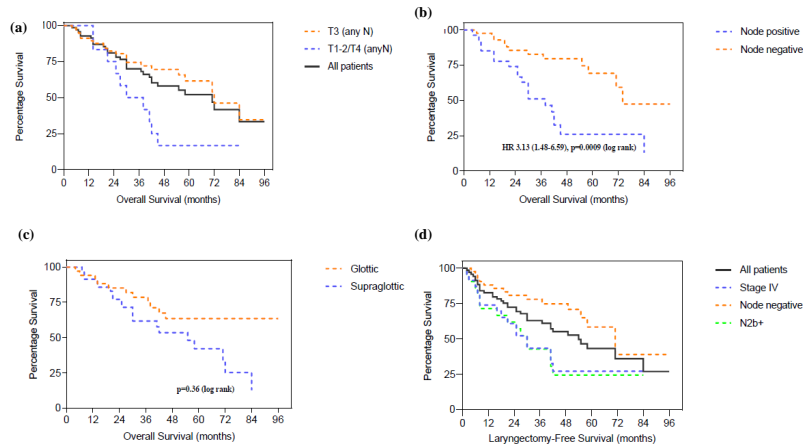 (a)
T3 (any N)
T1-2/T4 (anyN)
All patients
Percentage Survival
100
75
50
25
0
0 12 24 36 48 60 72 84 96
Overall Survival (months)
(b)
Node positive
Node negative
Percentage Survival
100
75
50
25
0
HR 3.13 (1.48-6.59), p=0.0009 (log rank)
0 12 24 36 48 60 72 84 96
Overall Survival (months)
(c)
Glottic
Supraglottic
Percentage Survival
100
75
50
25
0
p=0.36 (log rank)
0 12 24 36 48 60 72 84 96
Overall Survival (months)
(d)
All patients
Stage IV
Node negative
N2b+
Percentage Survival
100
75
50
25
0
0 12 24 36 48 60 72 84 96
Laryngectomy-Free Survival (months)